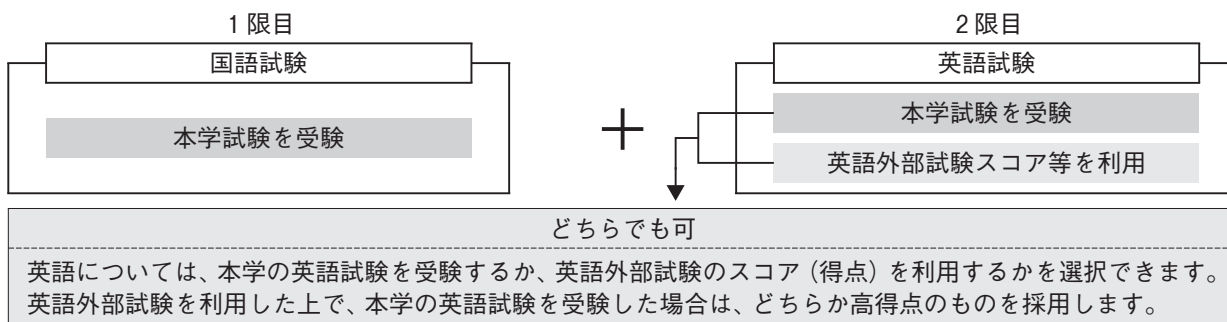 1限目
国語試験
本学試験を受験
＋
2限目
英語試験
本学試験を受験
英語外部試験スコア等を利用
どちらでも可
英語については、本学の英語試験を受験するか、英語外部試験のスコア（得点）を利用するかを選択できます。
英語外部試験を利用した上で、本学の英語試験を受験した場合は、どちらか高得点のものを採用します。